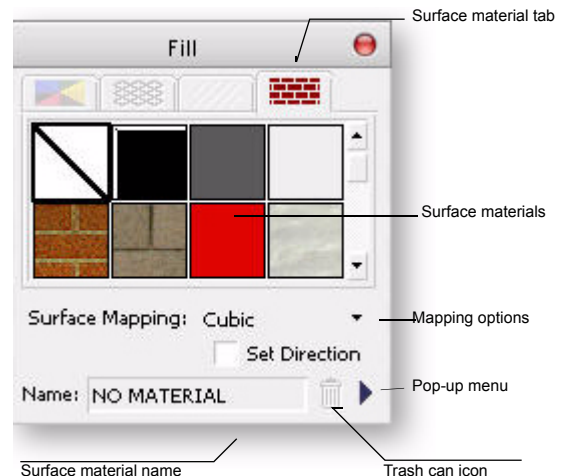 Surface material tab
Fill
Surface materials
Surface Mapping: Cubic
Mapping options
Set Direction
Pop-up menu
Name: NO MATERIAL
Surface material name
Trash can icon